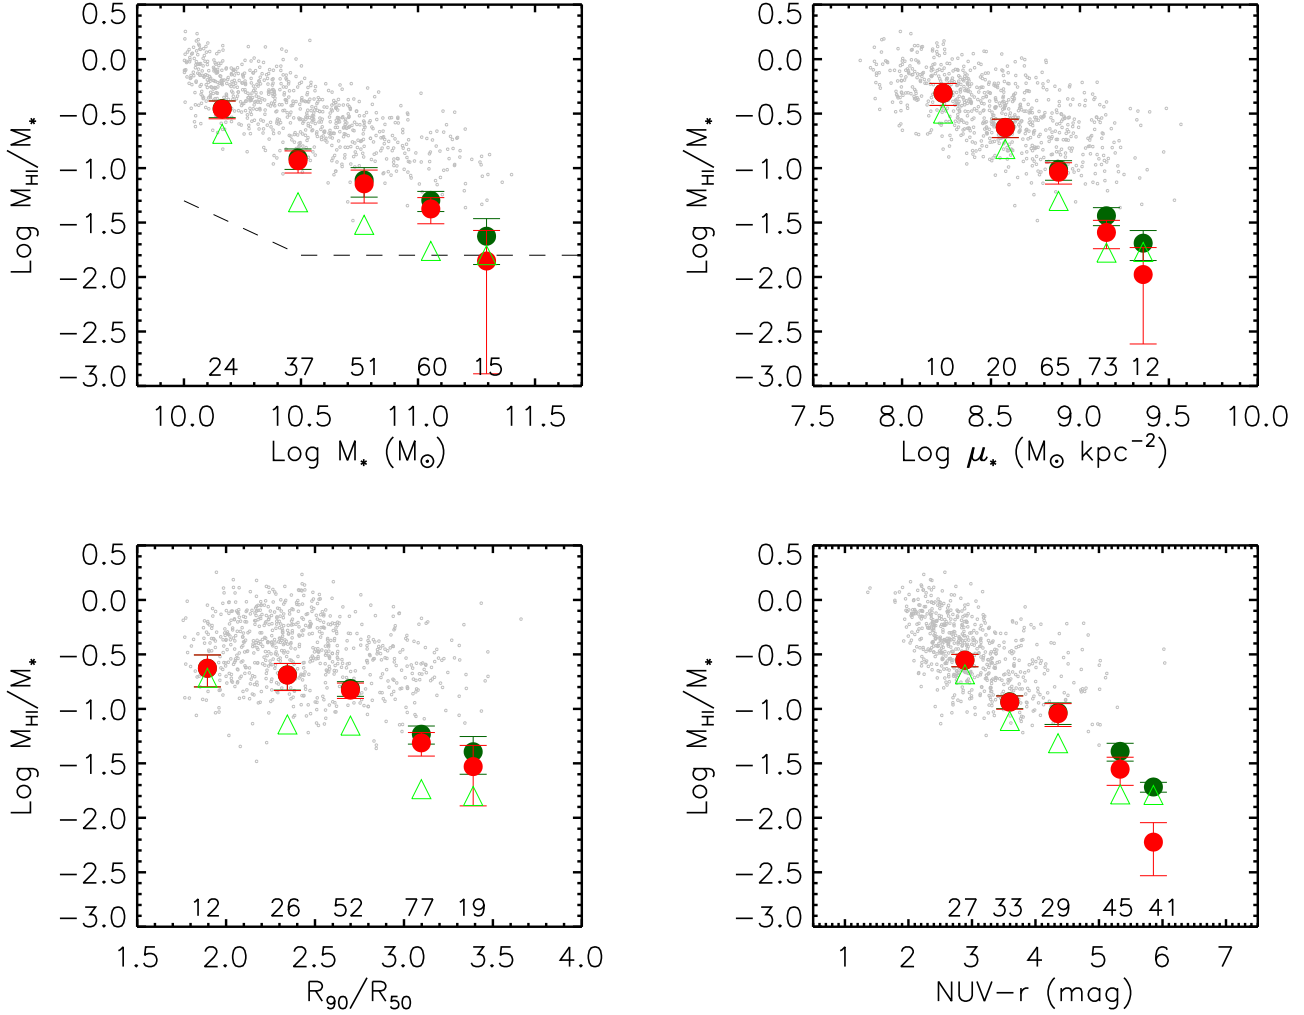 0.5
0.0
−0.5
−1.0
−1.5
−2.0
−2.5
−3.0
Log M_HI/M_*
24 37 51 60 15
10.0 10.5 11.0 11.5
Log M_* (M_⊙)
0.5
0.0
−0.5
−1.0
−1.5
−2.0
−2.5
−3.0
Log M_HI/M_*
10 20 65 73 12
7.5 8.0 8.5 9.0 9.5 10.0
Log μ_* (M_⊙ kpc⁻²)
0.5
0.0
−0.5
−1.0
−1.5
−2.0
−2.5
−3.0
Log M_HI/M_*
12 26 52 77 19
1.5 2.0 2.5 3.0 3.5 4.0
R₉₀/R₅₀
0.5
0.0
−0.5
−1.0
−1.5
−2.0
−2.5
−3.0
Log M_HI/M_*
27 33 29 45 41
1 2 3 4 5 6 7
NUV−r (mag)